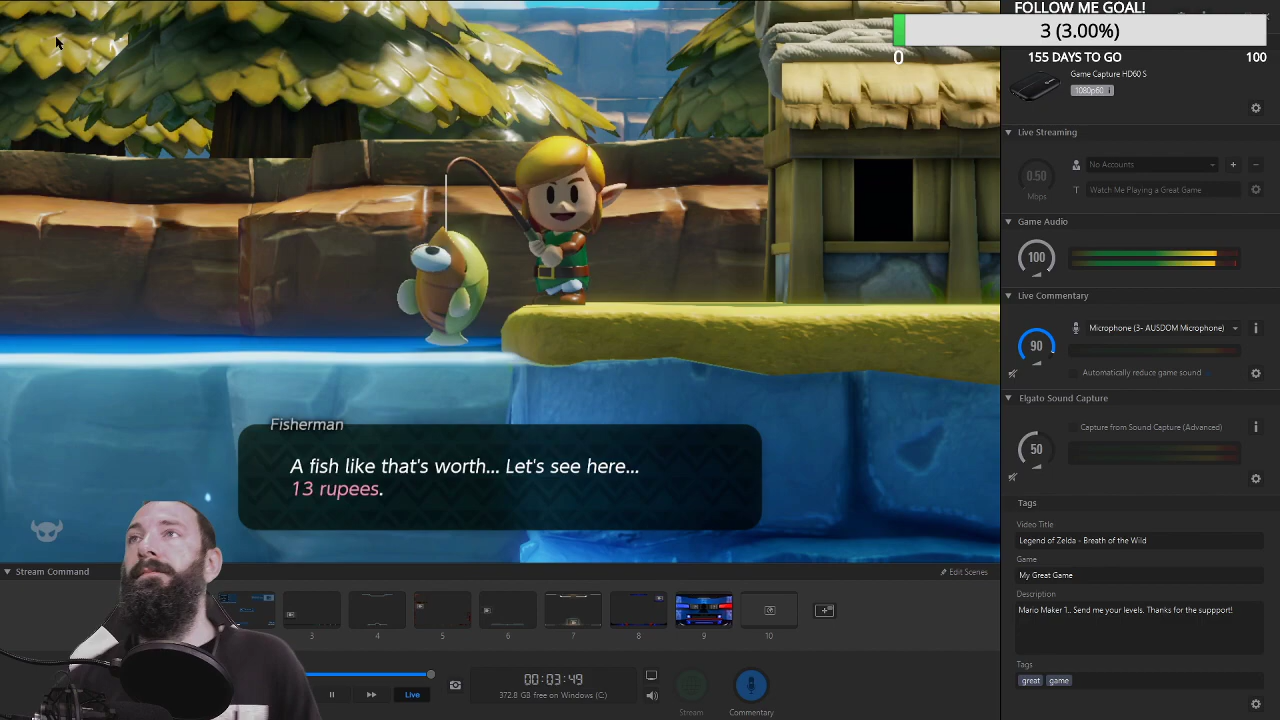 FOLLOW ME GOAL!
3 (3.00%)
0
155 DAYS TO GO
100
Game Capture HD60 S
1080p60 i
Live Streaming
0.50
Mbps
No Accounts
T
Watch Me Playing a Great Game
Game Audio
100
Live Commentary
90
Microphone (3- AUSDOM Microphone)
Automatically reduce game sound
Elgato Sound Capture
50
Capture from Sound Capture (Advanced)
Tags
Video Title
Legend of Zelda - Breath of the Wild
Game
My Great Game
Description
Mario Maker 1.. Send me your levels. Thanks for the suppport!
Tags
great
game
Fisherman
A fish like that's worth... Let's see here...
13 rupees.
Stream Command
Edit Scenes
3
4
5
6
7
8
9
10
Live
00:03:49
372.8 GB free on Windows (C)
Stream
Commentary